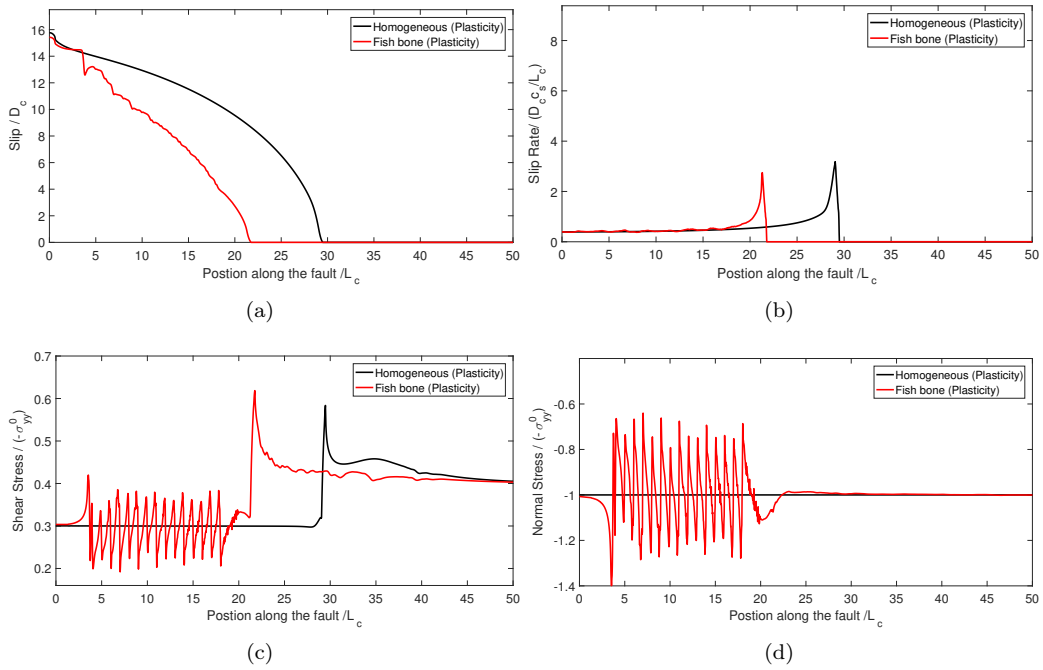 Homogeneous (Plasticity)
Fish bone (Plasticity)
16
14
12
10
8
6
4
2
0
Slip / D_c
0 5 10 15 20 25 30 35 40 45 50
Postion along the fault /L_c
(a)
Homogeneous (Plasticity)
Fish bone (Plasticity)
8
6
4
2
0
Slip Rate/ (D_c c_s/L_c)
0 5 10 15 20 25 30 35 40 45 50
Postion along the fault /L_c
(b)
Homogeneous (Plasticity)
Fish bone (Plasticity)
0.7
0.6
0.5
0.4
0.3
0.2
Shear Stress / (-σ⁰_yy)
0 5 10 15 20 25 30 35 40 45 50
Postion along the fault /L_c
(c)
Homogeneous (Plasticity)
Fish bone (Plasticity)
-0.6
-0.8
-1
-1.2
-1.4
Normal Stress / (-σ⁰_yy)
0 5 10 15 20 25 30 35 40 45 50
Postion along the fault /L_c
(d)